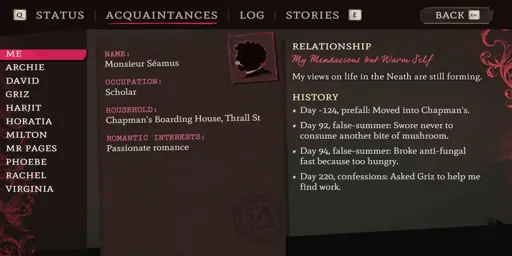 Q STATUS ACQUAINTANCES LOG STORIES E BACK Esc
ME
ARCHIE
DAVID
GRIZ
HARJIT
HORATIA
MILTON
MR PAGES
PHOEBE
RACHEL
VIRGINIA
NAME:
Monsieur Séamus
OCCUPATION:
Scholar
HOUSEHOLD:
Chapman's Boarding House, Thrall St
ROMANTIC INTERESTS:
Passionate romance
RELATIONSHIP
My Mendacious but Warm Self
My views on life in the Neath are still forming.
HISTORY
• Day -124, prefall: Moved into Chapman's.
• Day 92, false-summer: Swore never to
consume another bite of mushroom.
• Day 94, false-summer: Broke anti-fungal
fast because too hungry.
• Day 220, confessions: Asked Griz to help me
find work.